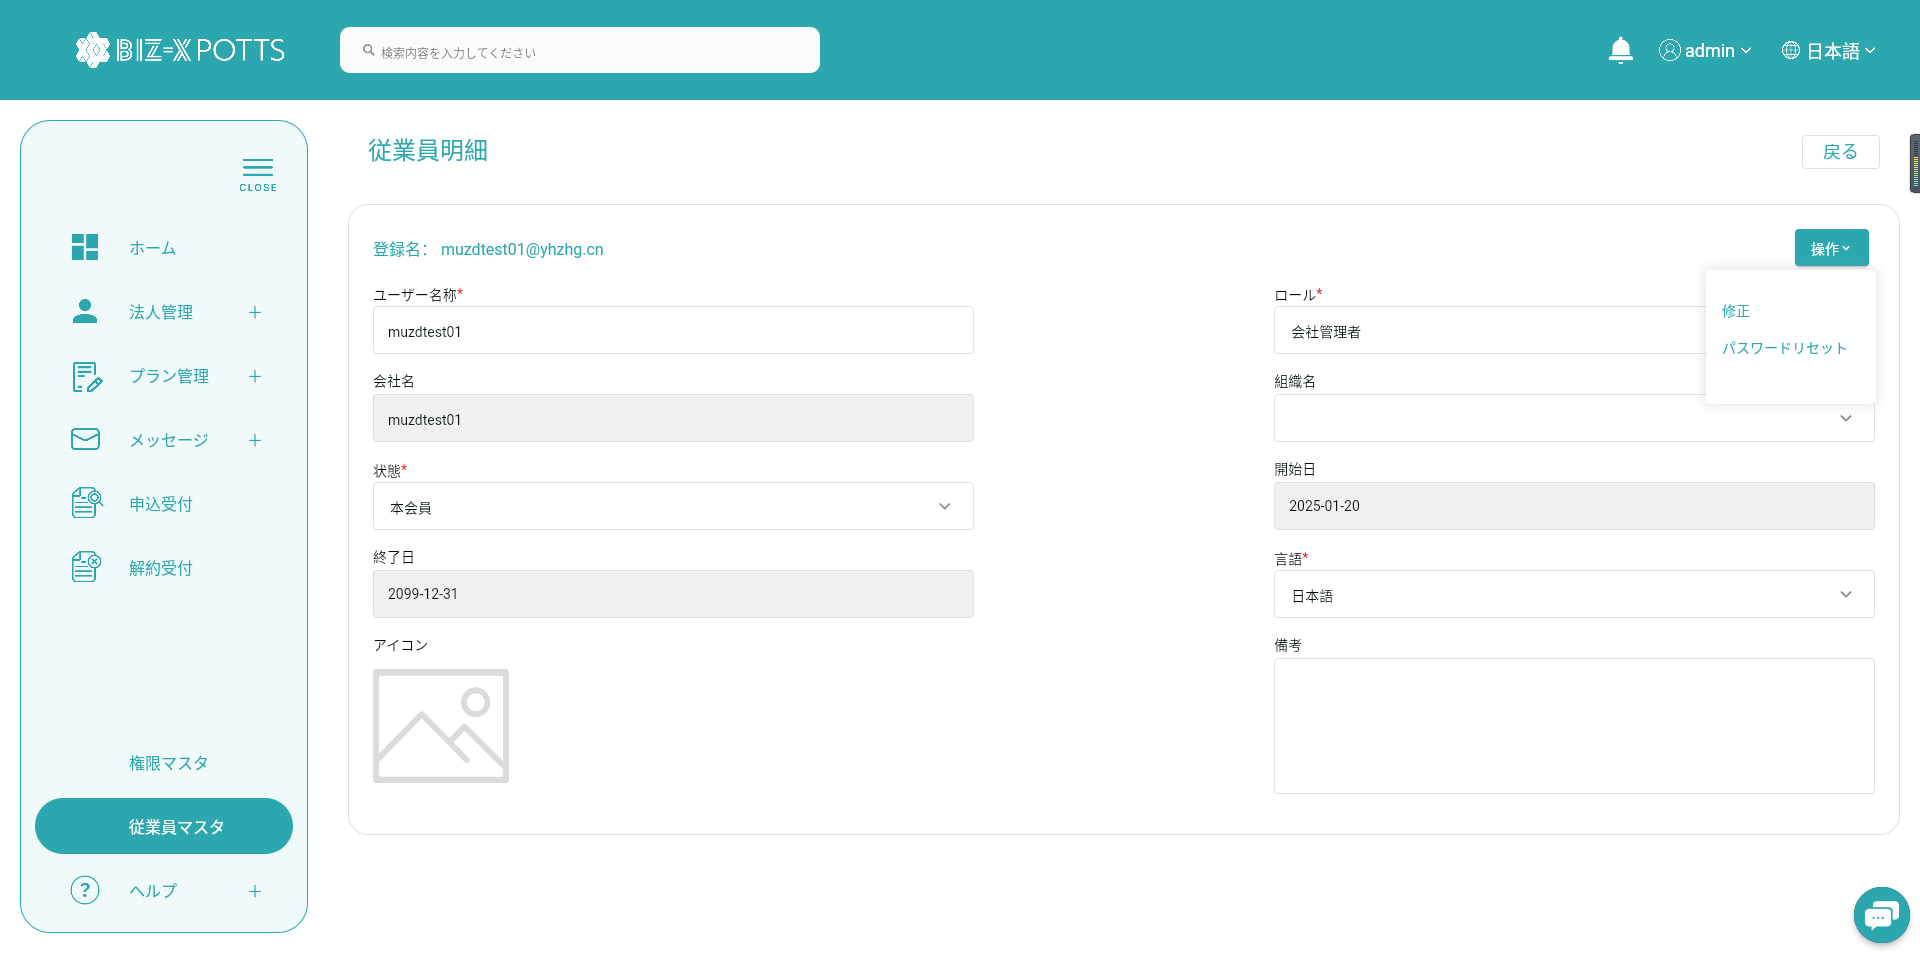 BIZ=X POTTS
検索内容を入力してください
admin
日本語
CLOSE
ホーム
法人管理
プラン管理
メッセージ
申込受付
解約受付
権限マスタ
従業員マスタ
ヘルプ
従業員明細
戻る
登録名： muzdtest01@yhzhg.cn
操作
修正
パスワードリセット
ユーザー名称*
muzdtest01
ロール*
会社管理者
会社名
muzdtest01
組織名
状態*
本会員
開始日
2025-01-20
終了日
2099-12-31
言語*
日本語
アイコン
備考